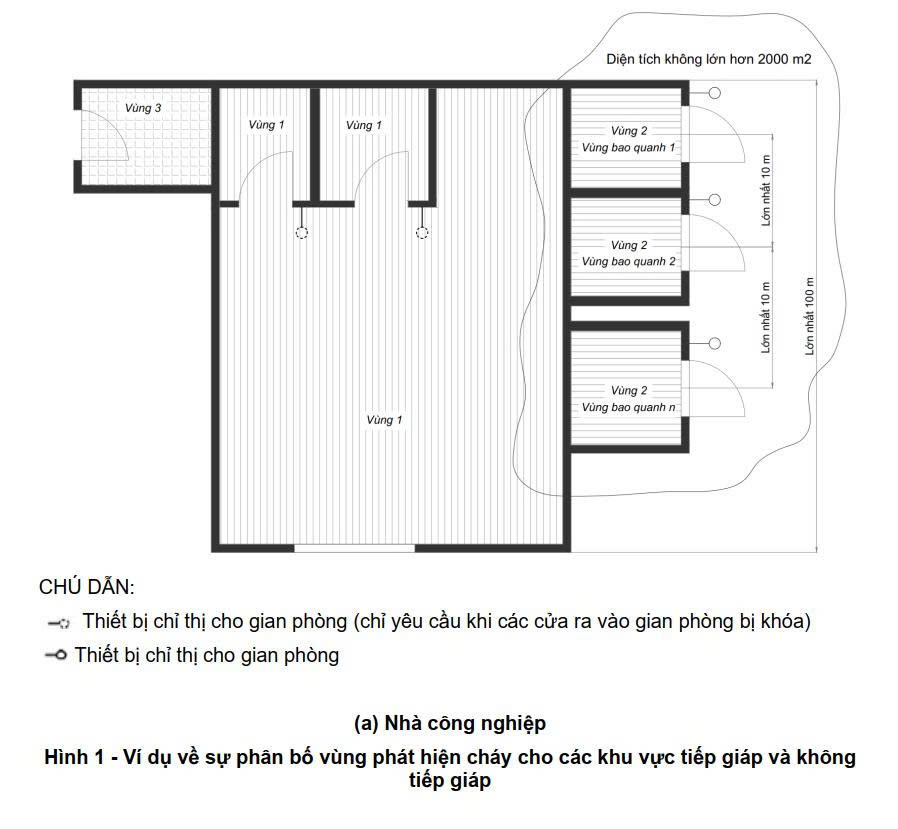 Diện tích không lớn hơn 2000 m2
Vùng 3
Vùng 1
Vùng 1
Vùng 2
Vùng bao quanh 1
Lớn nhất 10 m
Vùng 2
Vùng bao quanh 2
Lớn nhất 10 m
Lớn nhất 100 m
Vùng 2
Vùng bao quanh n
Vùng 1
CHÚ DẪN:
Thiết bị chỉ thị cho gian phòng (chỉ yêu cầu khi các cửa ra vào gian phòng bị khóa)
Thiết bị chỉ thị cho gian phòng
(a) Nhà công nghiệp
Hình 1 - Ví dụ về sự phân bố vùng phát hiện cháy cho các khu vực tiếp giáp và không
tiếp giáp